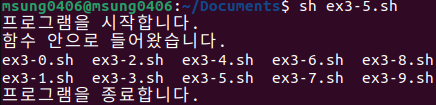 msung0406@msung0406:~/Documents$ sh ex3-5.sh
프로그램을 시작합니다.
함수 안으로 들어왔습니다.
ex3-0.sh  ex3-2.sh  ex3-4.sh  ex3-6.sh  ex3-8.sh
ex3-1.sh  ex3-3.sh  ex3-5.sh  ex3-7.sh  ex3-9.sh
프로그램을 종료합니다.